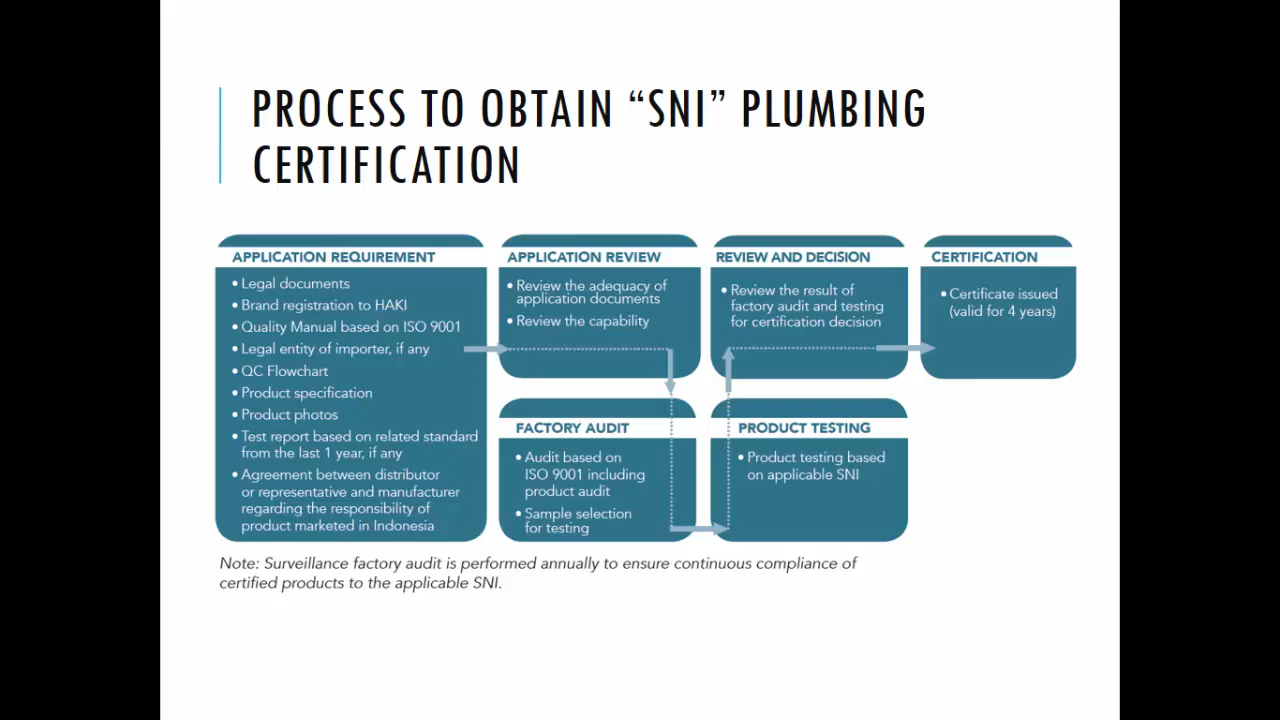 PROCESS TO OBTAIN “SNI” PLUMBING
CERTIFICATION
APPLICATION REQUIREMENT
• Legal documents
• Brand registration to HAKI
• Quality Manual based on ISO 9001
• Legal entity of importer, if any
• QC Flowchart
• Product specification
• Product photos
• Test report based on related standard
from the last 1 year, if any
• Agreement between distributor
or representative and manufacturer
regarding the responsibility of
product marketed in Indonesia
APPLICATION REVIEW
• Review the adequacy of
application documents
• Review the capability
FACTORY AUDIT
• Audit based on
ISO 9001 including
product audit
• Sample selection
for testing
PRODUCT TESTING
• Product testing based
on applicable SNI
REVIEW AND DECISION
• Review the result of
factory audit and testing
for certification decision
CERTIFICATION
• Certificate issued
(valid for 4 years)
Note: Surveillance factory audit is performed annually to ensure continuous compliance of
certified products to the applicable SNI.